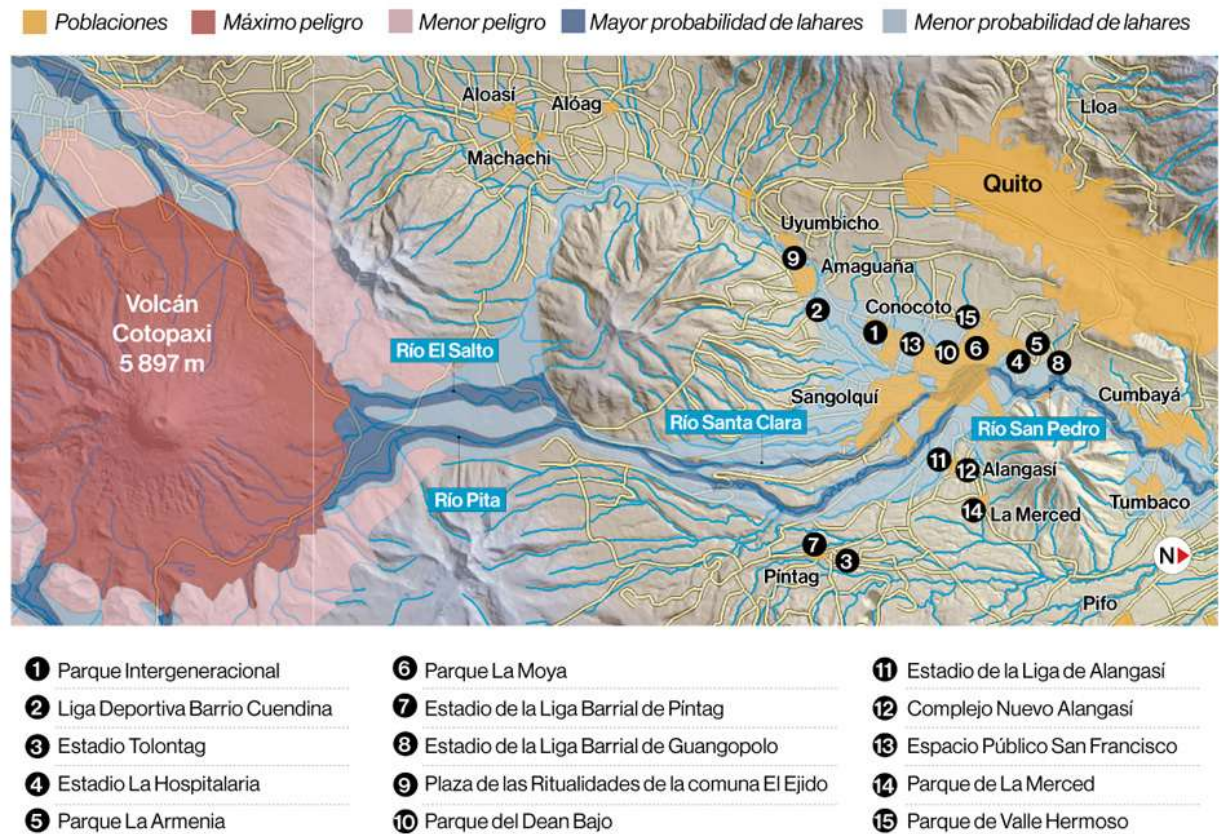 Poblaciones
Máximo peligro
Menor peligro
Mayor probabilidad de lahares
Menor probabilidad de lahares
Aloasí
Alóag
Machachi
Lloa
Quito
Uyumbicho
9
Amaguaña
2
Conocoto
15
1
13
10
6
5
4
8
Volcán
Cotopaxi
5 897 m
Río El Salto
Sangolquí
Cumbayá
Río Santa Clara
Río San Pedro
11
12
Alangasí
Río Pita
Tumbaco
14
La Merced
7
3
Píntag
N
Pifo
1 Parque Intergeneracional
2 Liga Deportiva Barrio Cuendina
3 Estadio Tolontag
4 Estadio La Hospitalaria
5 Parque La Armenia
6 Parque La Moya
7 Estadio de la Liga Barrial de Píntag
8 Estadio de la Liga Barrial de Guangopolo
9 Plaza de las Ritualidades de la comuna El Ejido
10 Parque del Dean Bajo
11 Estadio de la Liga de Alangasí
12 Complejo Nuevo Alangasí
13 Espacio Público San Francisco
14 Parque de La Merced
15 Parque de Valle Hermoso